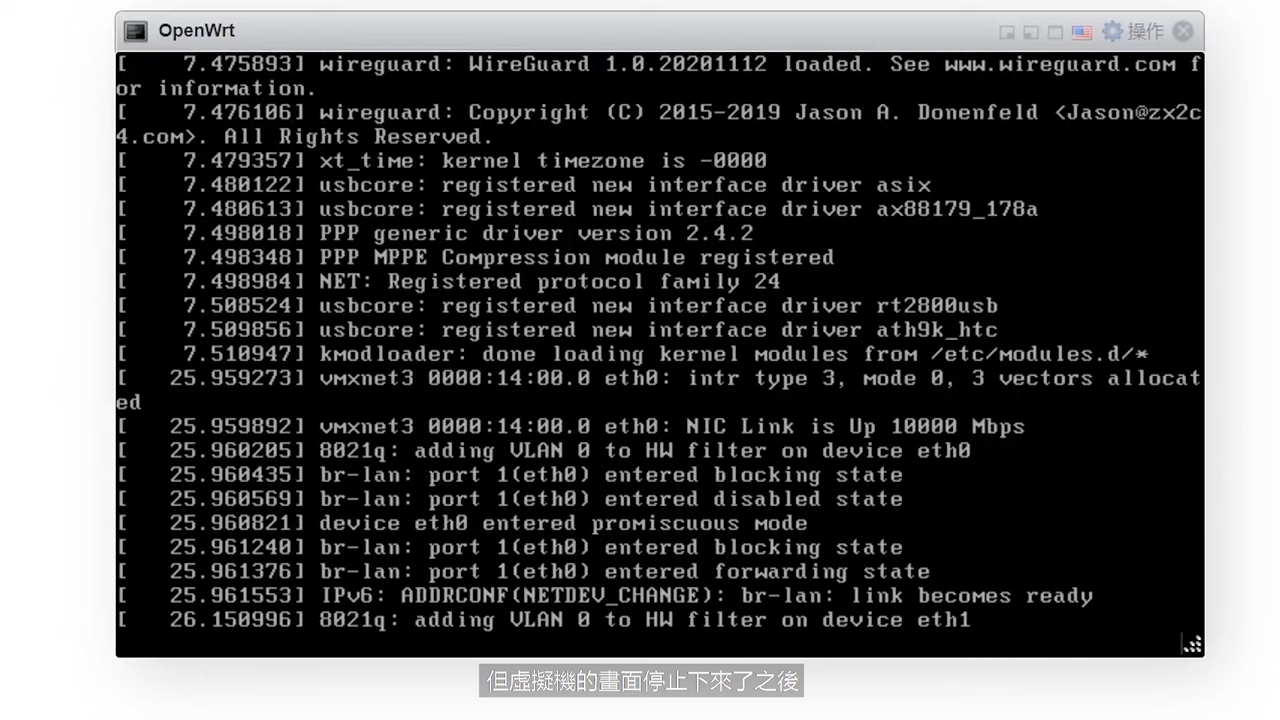 OpenWrt
操作
[    7.475893] wireguard: WireGuard 1.0.20201112 loaded. See www.wireguard.com f
or information.
[    7.476106] wireguard: Copyright (C) 2015-2019 Jason A. Donenfeld <Jason@zx2c
4.com>. All Rights Reserved.
[    7.479357] xt_time: kernel timezone is -0000
[    7.480122] usbcore: registered new interface driver asix
[    7.480613] usbcore: registered new interface driver ax88179_178a
[    7.498018] PPP generic driver version 2.4.2
[    7.498348] PPP MPPE Compression module registered
[    7.498984] NET: Registered protocol family 24
[    7.508524] usbcore: registered new interface driver rt2800usb
[    7.509856] usbcore: registered new interface driver ath9k_htc
[    7.510947] kmodloader: done loading kernel modules from /etc/modules.d/*
[   25.959273] vmxnet3 0000:14:00.0 eth0: intr type 3, mode 0, 3 vectors allocat
ed
[   25.959892] vmxnet3 0000:14:00.0 eth0: NIC Link is Up 10000 Mbps
[   25.960205] 8021q: adding VLAN 0 to HW filter on device eth0
[   25.960435] br-lan: port 1(eth0) entered blocking state
[   25.960569] br-lan: port 1(eth0) entered disabled state
[   25.960821] device eth0 entered promiscuous mode
[   25.961240] br-lan: port 1(eth0) entered blocking state
[   25.961376] br-lan: port 1(eth0) entered forwarding state
[   25.961553] IPv6: ADDRCONF(NETDEV_CHANGE): br-lan: link becomes ready
[   26.150996] 8021q: adding VLAN 0 to HW filter on device eth1
但虛擬機的畫面停止下來了之後